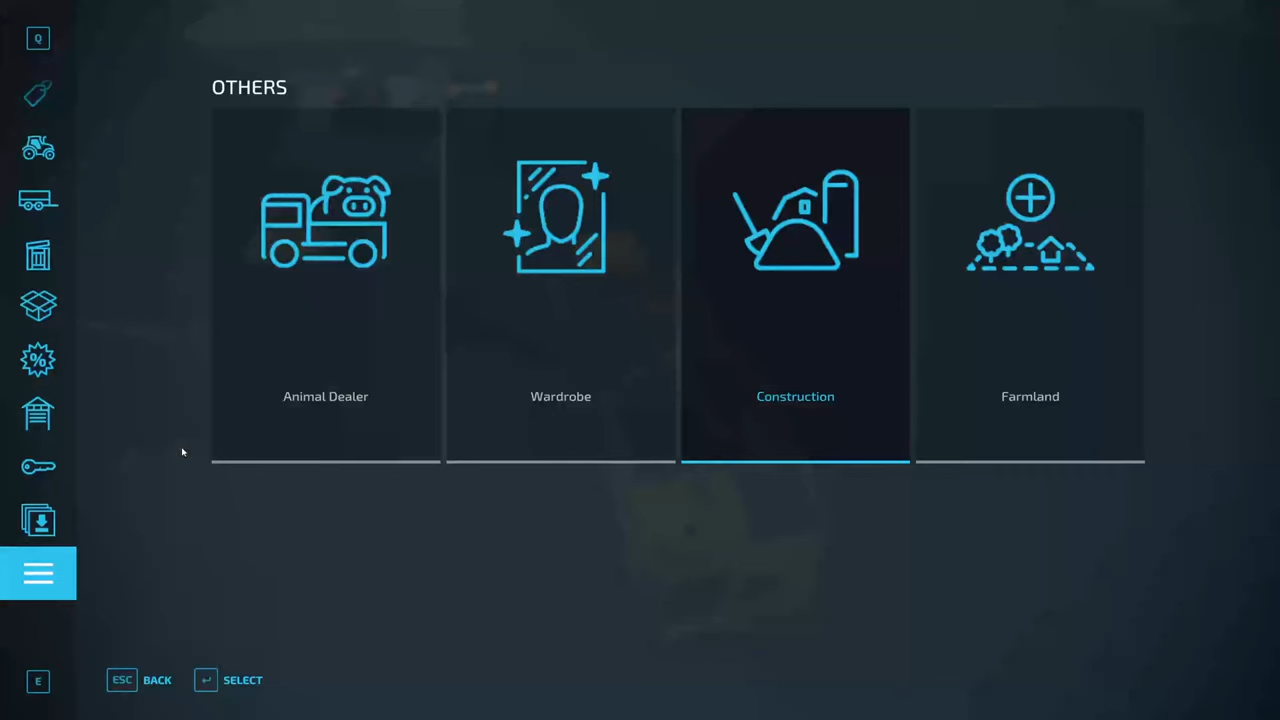 Q
OTHERS
%
Animal Dealer
Wardrobe
Construction
Farmland
E
ESC BACK
SELECT